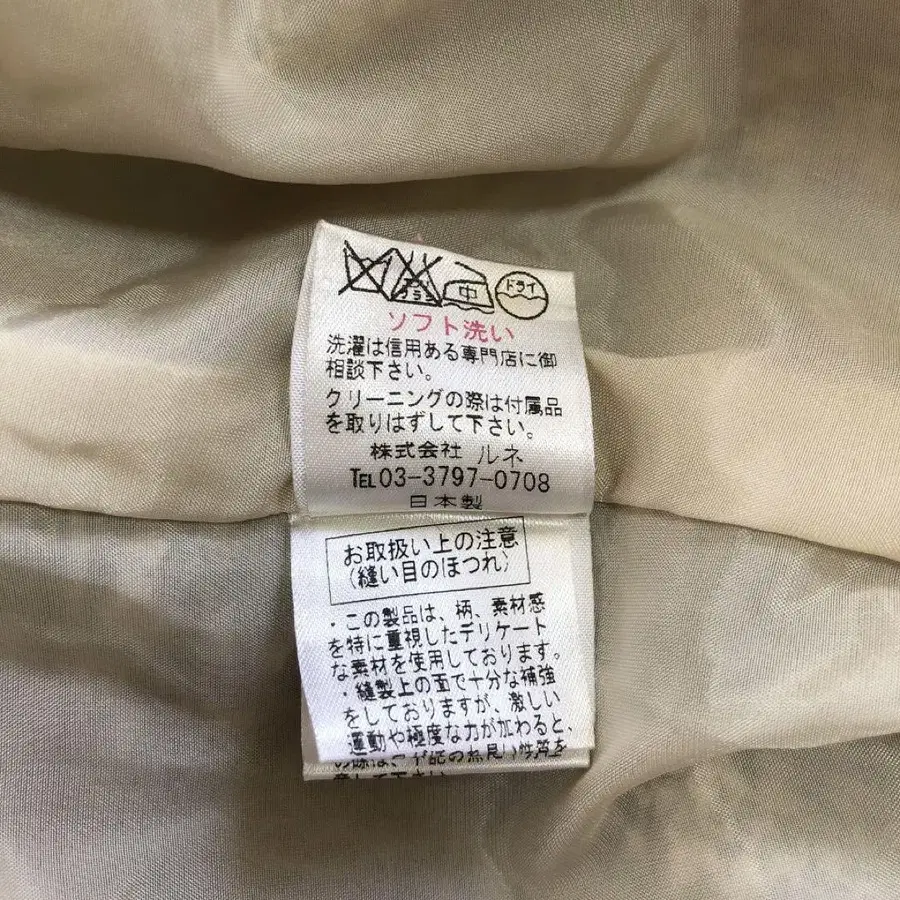 ドライ
中
ソフト洗い
洗濯は信用ある専門店に御
相談下さい。
クリーニングの際は付属品
を取りはずして下さい。
株式会社 ルネ
TEL03-3797-0708
日本製
お取扱い上の注意
(縫い目のほつれ)
・この製品は、柄、素材感
を特に重視したデリケート
な素材を使用しております。
・縫製上の面で十分な補強
をしておりますが、激しい
運動や極度な力が加わると、